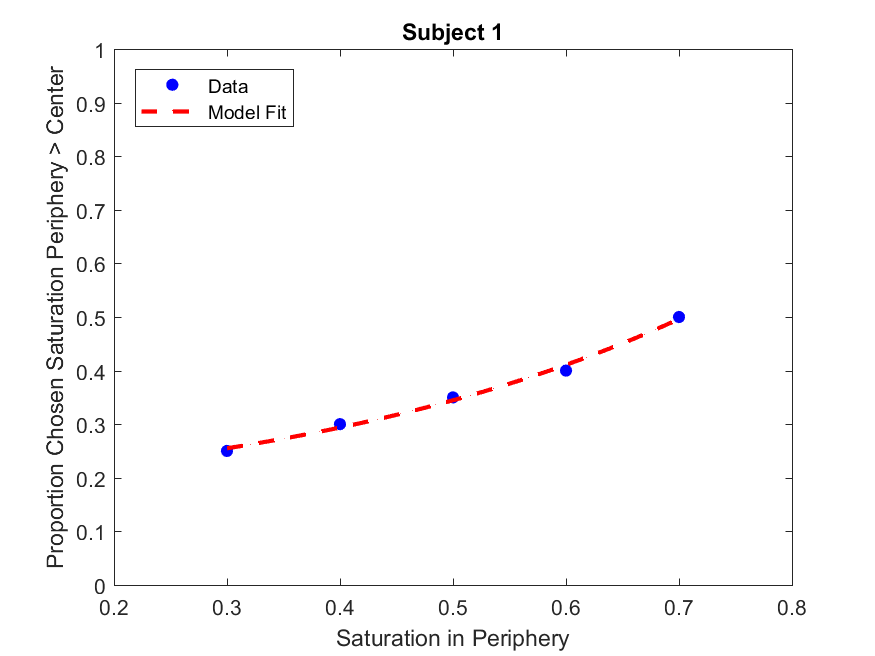 Subject 1
Data
Model Fit
Proportion Chosen Saturation Periphery > Center
1
0.9
0.8
0.7
0.6
0.5
0.4
0.3
0.2
0.1
0
0.2 0.3 0.4 0.5 0.6 0.7 0.8
Saturation in Periphery